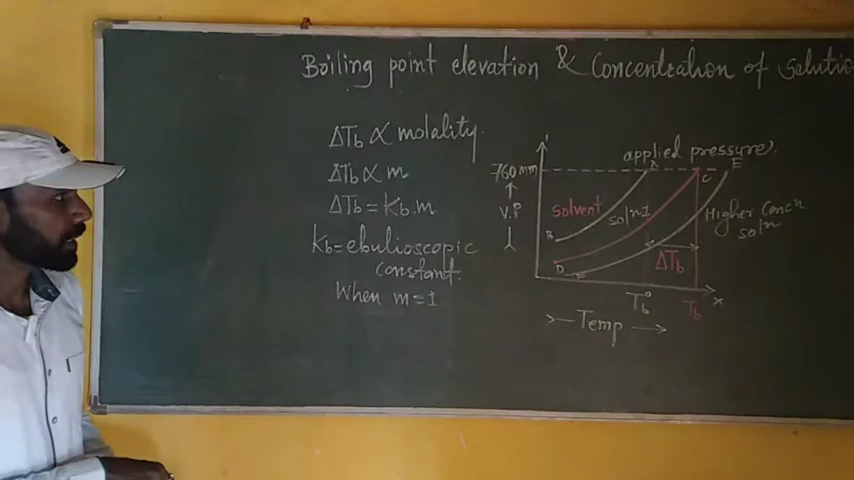 Boiling point elevation & Concentration of solutio
ΔTb ∝ molality.
ΔTb ∝ m
ΔTb = Kb.m
Kb = ebulioscopic
constant.
When m = 1
applied pressure
760 mm
A
C
E
V.P
solvent
soln I
Higher Concn
soln
B
D
ΔTb
Tb°
Tb
x
Temp